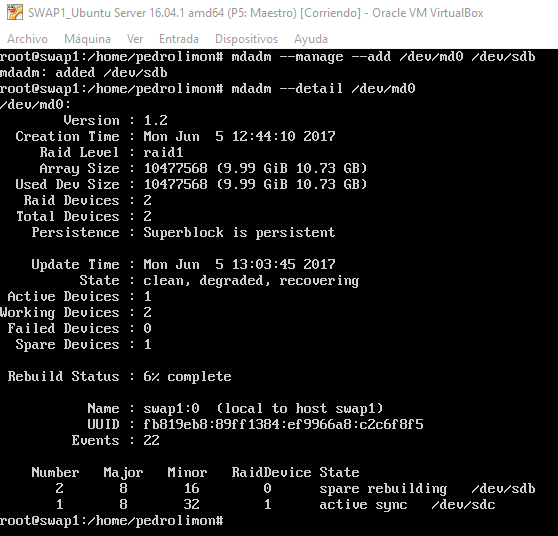 SWAP1_Ubuntu Server 16.04.1 amd64 (P5: Maestro) [Corriendo] - Oracle VM VirtualBox
Archivo Máquina Ver Entrada Dispositivos Ayuda
root@swap1:/home/pedrolimon# mdadm --manage --add /dev/md0 /dev/sdb
mdadm: added /dev/sdb
root@swap1:/home/pedrolimon# mdadm --detail /dev/md0
/dev/md0:
Version : 1.2
Creation Time : Mon Jun  5 12:44:10 2017
Raid Level : raid1
Array Size : 10477568 (9.99 GiB 10.73 GB)
Used Dev Size : 10477568 (9.99 GiB 10.73 GB)
Raid Devices : 2
Total Devices : 2
Persistence : Superblock is persistent
Update Time : Mon Jun  5 13:03:45 2017
State : clean, degraded, recovering
Active Devices : 1
Working Devices : 2
Failed Devices : 0
Spare Devices : 1
Rebuild Status : 6% complete
Name : swap1:0  (local to host swap1)
UUID : fb819eb8:89ff1384:ef9966a8:c2c6f8f5
Events : 22
Number Major Minor RaidDevice State
2 8 16 0 spare rebuilding /dev/sdb
1 8 32 1 active sync /dev/sdc
root@swap1:/home/pedrolimon#